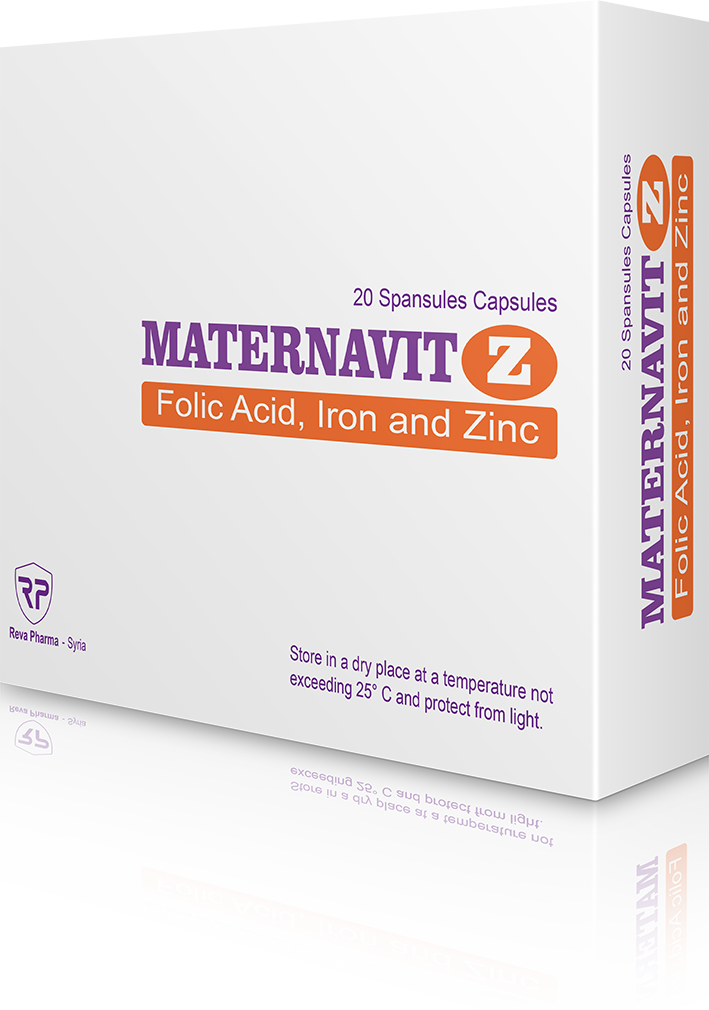 20 Spansules Capsules
MATERNAVIT Z
Folic Acid, Iron and Zinc
RP
Reva Pharma - Syria
Store in a dry place at a temperature not
exceeding 25° C and protect from light.
20 Spansules Capsules
MATERNAVIT Z
Folic Acid, Iron and Zinc